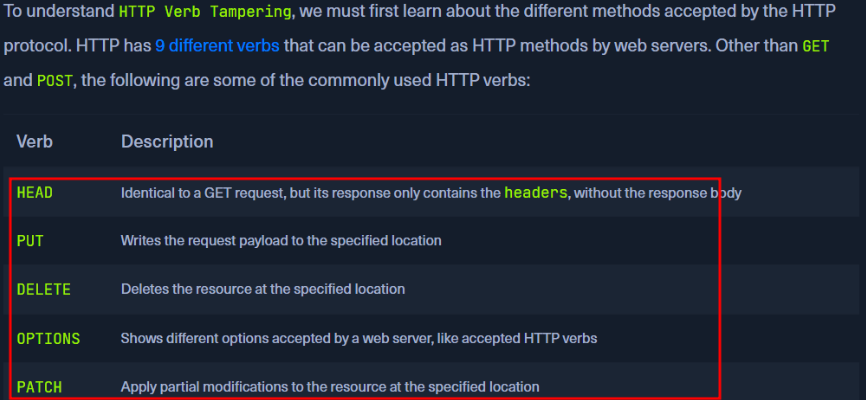 To understand HTTP Verb Tampering, we must first learn about the different methods accepted by the HTTP
protocol. HTTP has 9 different verbs that can be accepted as HTTP methods by web servers. Other than GET
and POST, the following are some of the commonly used HTTP verbs:
Verb Description
HEAD Identical to a GET request, but its response only contains the headers, without the response body
PUT Writes the request payload to the specified location
DELETE Deletes the resource at the specified location
OPTIONS Shows different options accepted by a web server, like accepted HTTP verbs
PATCH Apply partial modifications to the resource at the specified location